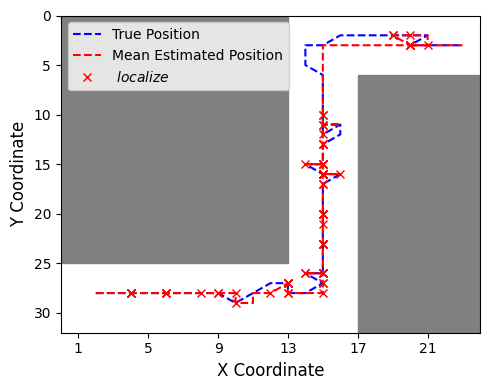 True Position
Mean Estimated Position
localize
0
5
10
15
20
25
30
Y Coordinate
1 5 9 13 17 21
X Coordinate